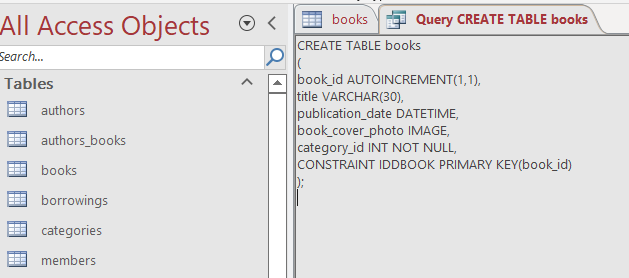 All Access Objects
Search...
Tables
authors
authors_books
books
borrowings
categories
members
books
Query CREATE TABLE books
CREATE TABLE books
(
book_id AUTOINCREMENT(1,1),
title VARCHAR(30),
publication_date DATETIME,
book_cover_photo IMAGE,
category_id INT NOT NULL,
CONSTRAINT IDDBOOK PRIMARY KEY(book_id)
);